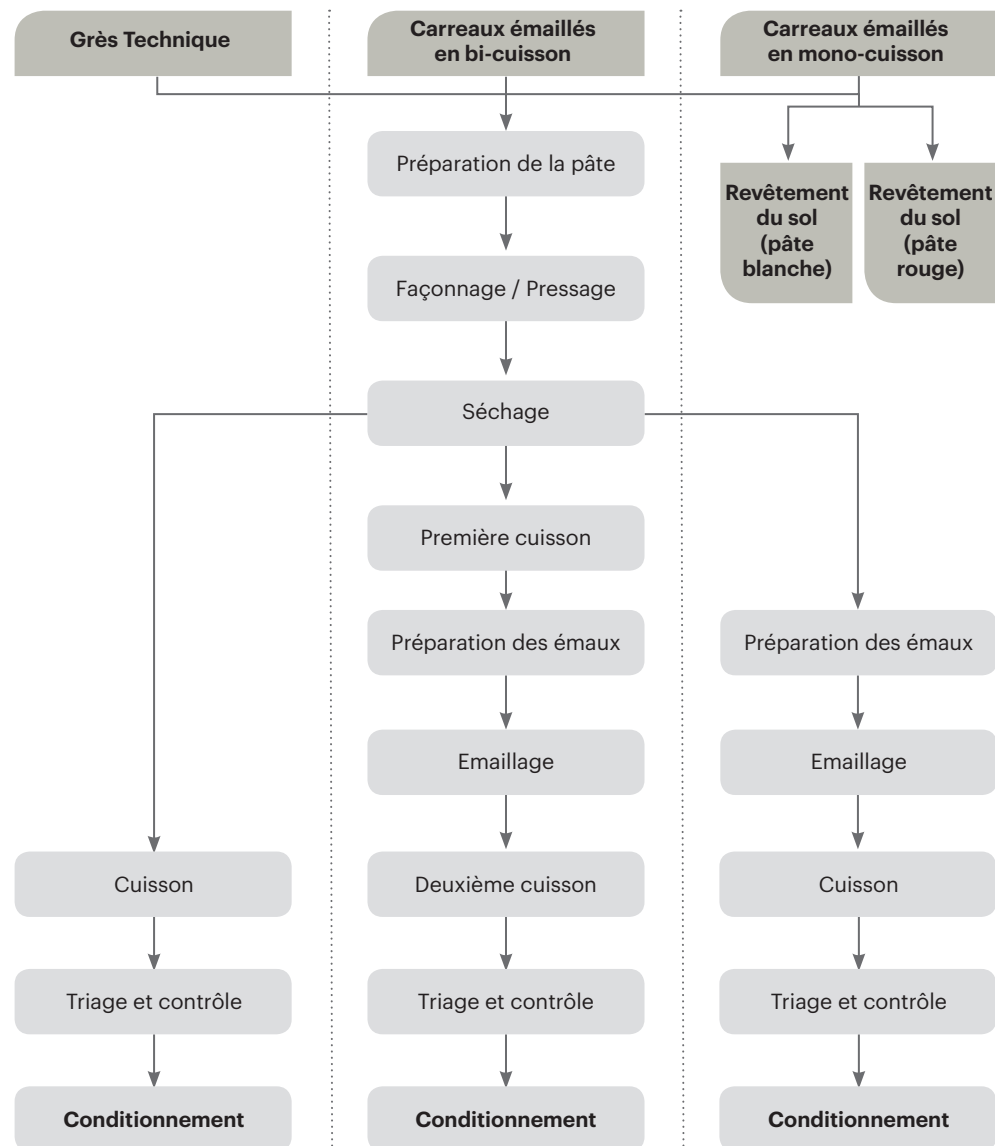 Grès Technique
Carreaux émaillés
en bi-cuisson
Carreaux émaillés
en mono-cuisson
Préparation de la pâte
Revêtement
du sol
(pâte
blanche)
Revêtement
du sol
(pâte
rouge)
Façonnage / Pressage
Séchage
Première cuisson
Préparation des émaux
Préparation des émaux
Emaillage
Emaillage
Cuisson
Deuxième cuisson
Cuisson
Triage et contrôle
Triage et contrôle
Triage et contrôle
Conditionnement
Conditionnement
Conditionnement